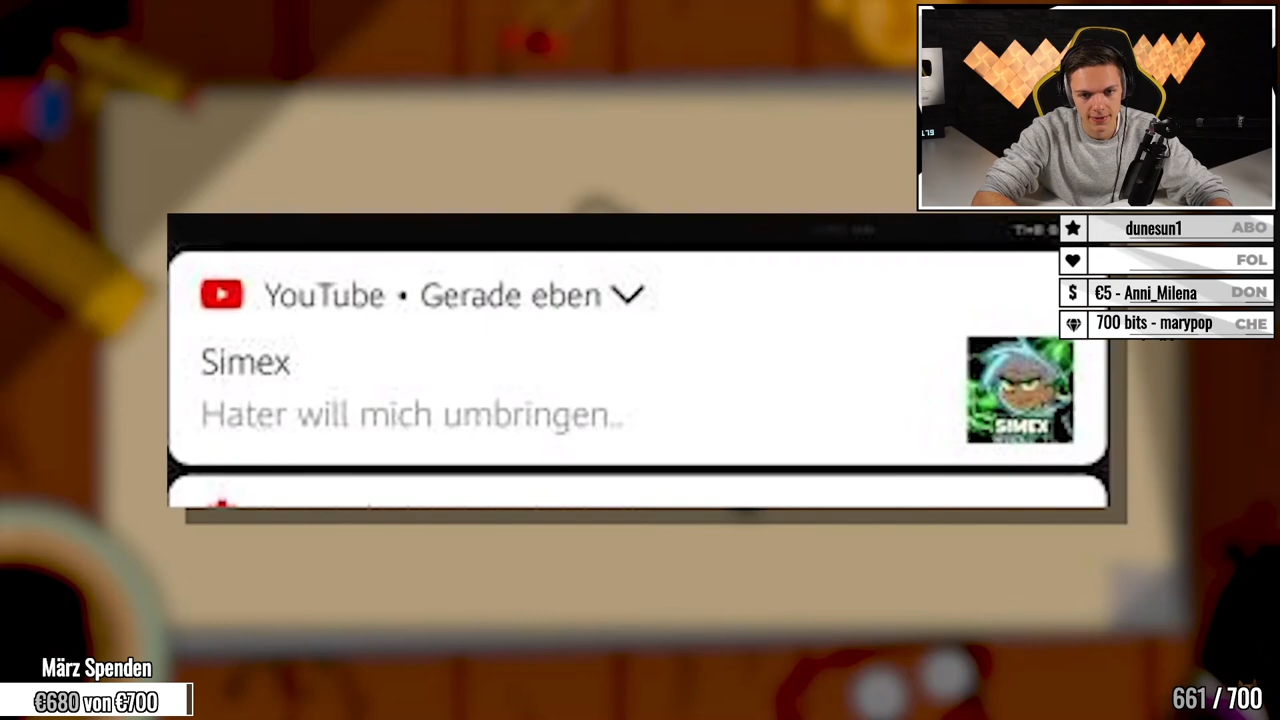 YouTube • Gerade eben
Simex
Hater will mich umbringen..
SIMEX
dunesun1 ABO
FOL
$ €5 - Anni_Milena DON
700 bits - marypop CHE
März Spenden
€680 von €700
661 / 700